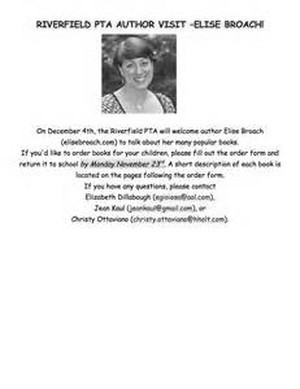 RIVERFIELD PTA AUTHOR VISIT -ELISE BROACH!
On December 4th, the Riverfield PTA will welcome author Elise Broach
(elisebroach.com) to talk about her many popular books.
If you'd like to order books for your children, please fill out the order form and
return it to school by Monday November 23rd. A short description of each book is
located on the pages following the order form.
If you have any questions, please contact
Elizabeth Dillabough (egioiosa@aol.com),
Jean Kaul (jeankaul@gmail.com), or
Christy Ottaviano (christy.ottaviano@hholt.com).